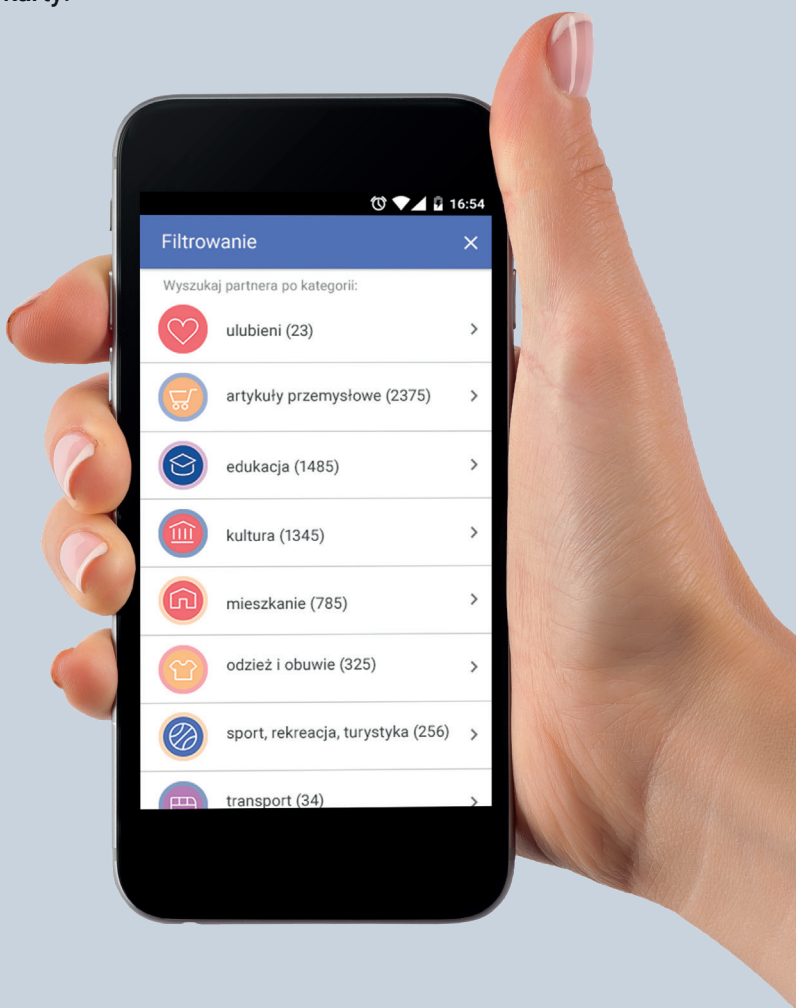 karty.
16:54
Filtrowanie
Wyszukaj partnera po kategorii:
ulubieni (23)
artykuły przemysłowe (2375)
edukacja (1485)
kultura (1345)
mieszkanie (785)
odzież i obuwie (325)
sport, rekreacja, turystyka (256)
transport (34)